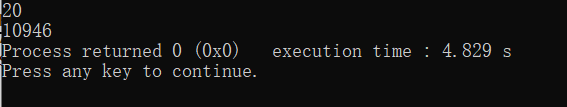 20
10946
Process returned 0 (0x0)   execution time : 4.829 s
Press any key to continue.